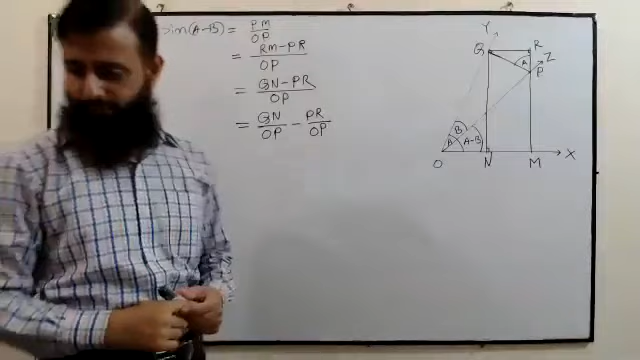 Sin(A-B) = PM/OP
= RM-PR/OP
= QN-PR/OP
= QN/OP - PR/OP
Y
Q
R
A
Z
P
B
A
A-B
O
N
M
X